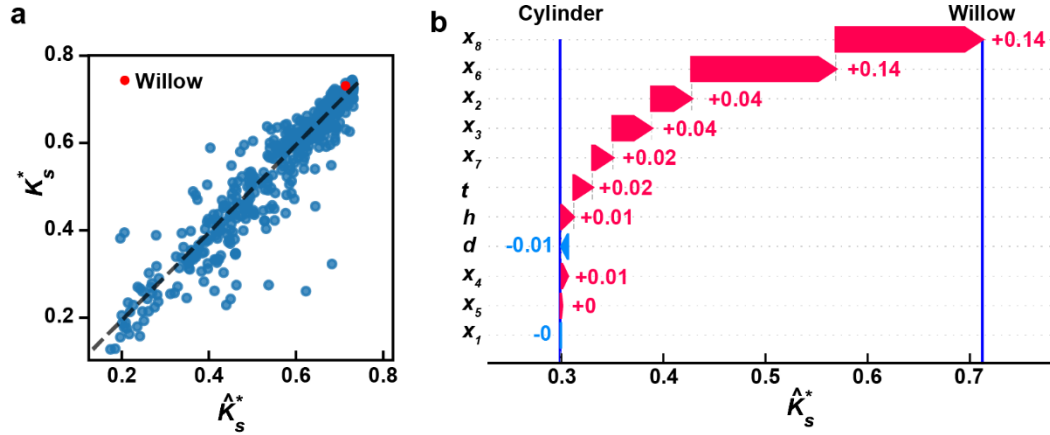 a
0.8
0.6
0.4
0.2
K*s
Willow
0.2 0.4 0.6 0.8
K̂*s
b
Cylinder Willow
x8 +0.14
x6 +0.14
x2 +0.04
x3 +0.04
x7 +0.02
t +0.02
h +0.01
d -0.01
x4 +0.01
x5 +0
x1 -0
0.3 0.4 0.5 0.6 0.7
K̂*s